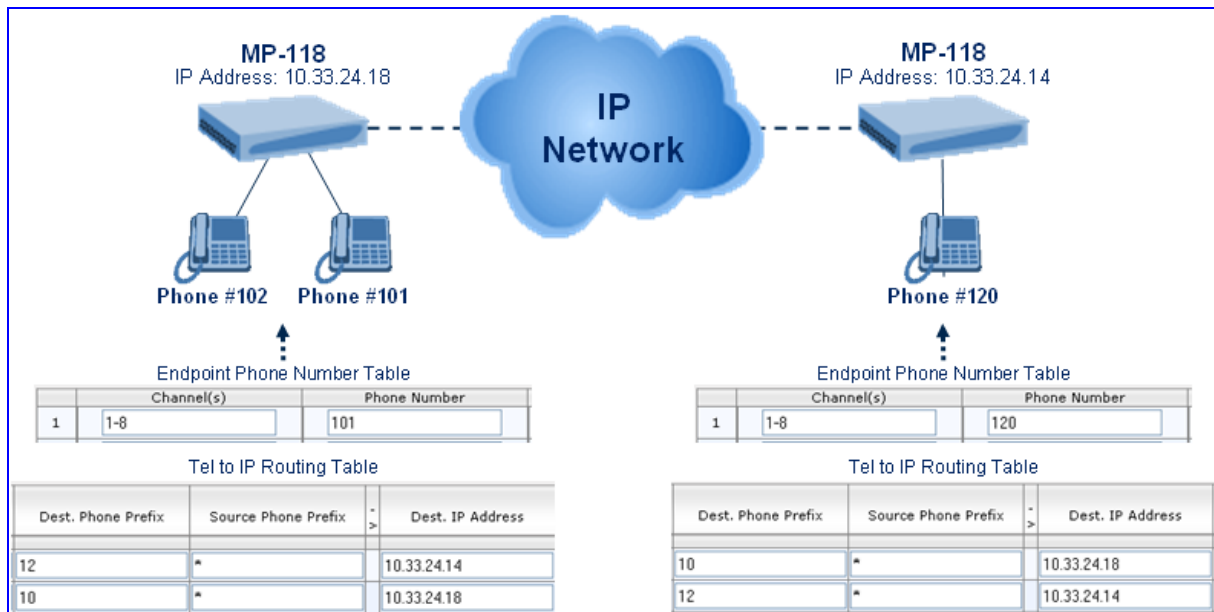 MP-118
IP Address: 10.33.24.18
MP-118
IP Address: 10.33.24.14
IP
Network
Phone #102
Phone #101
Phone #120
Endpoint Phone Number Table
Channel(s) Phone Number
1 1-8 101
Endpoint Phone Number Table
Channel(s) Phone Number
1 1-8 120
Tel to IP Routing Table
Dest. Phone Prefix Source Phone Prefix -> Dest. IP Address
12 * 10.33.24.14
10 * 10.33.24.18
Tel to IP Routing Table
Dest. Phone Prefix Source Phone Prefix -> Dest. IP Address
10 * 10.33.24.18
12 * 10.33.24.14